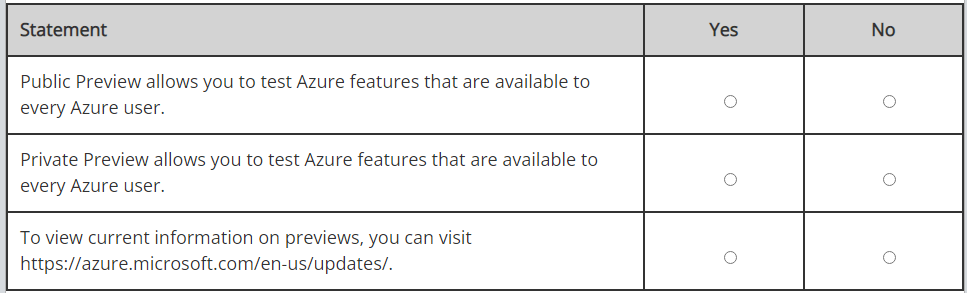 Statement Yes No
Public Preview allows you to test Azure features that are available to
every Azure user.
Private Preview allows you to test Azure features that are available to
every Azure user.
To view current information on previews, you can visit
https://azure.microsoft.com/en-us/updates/.